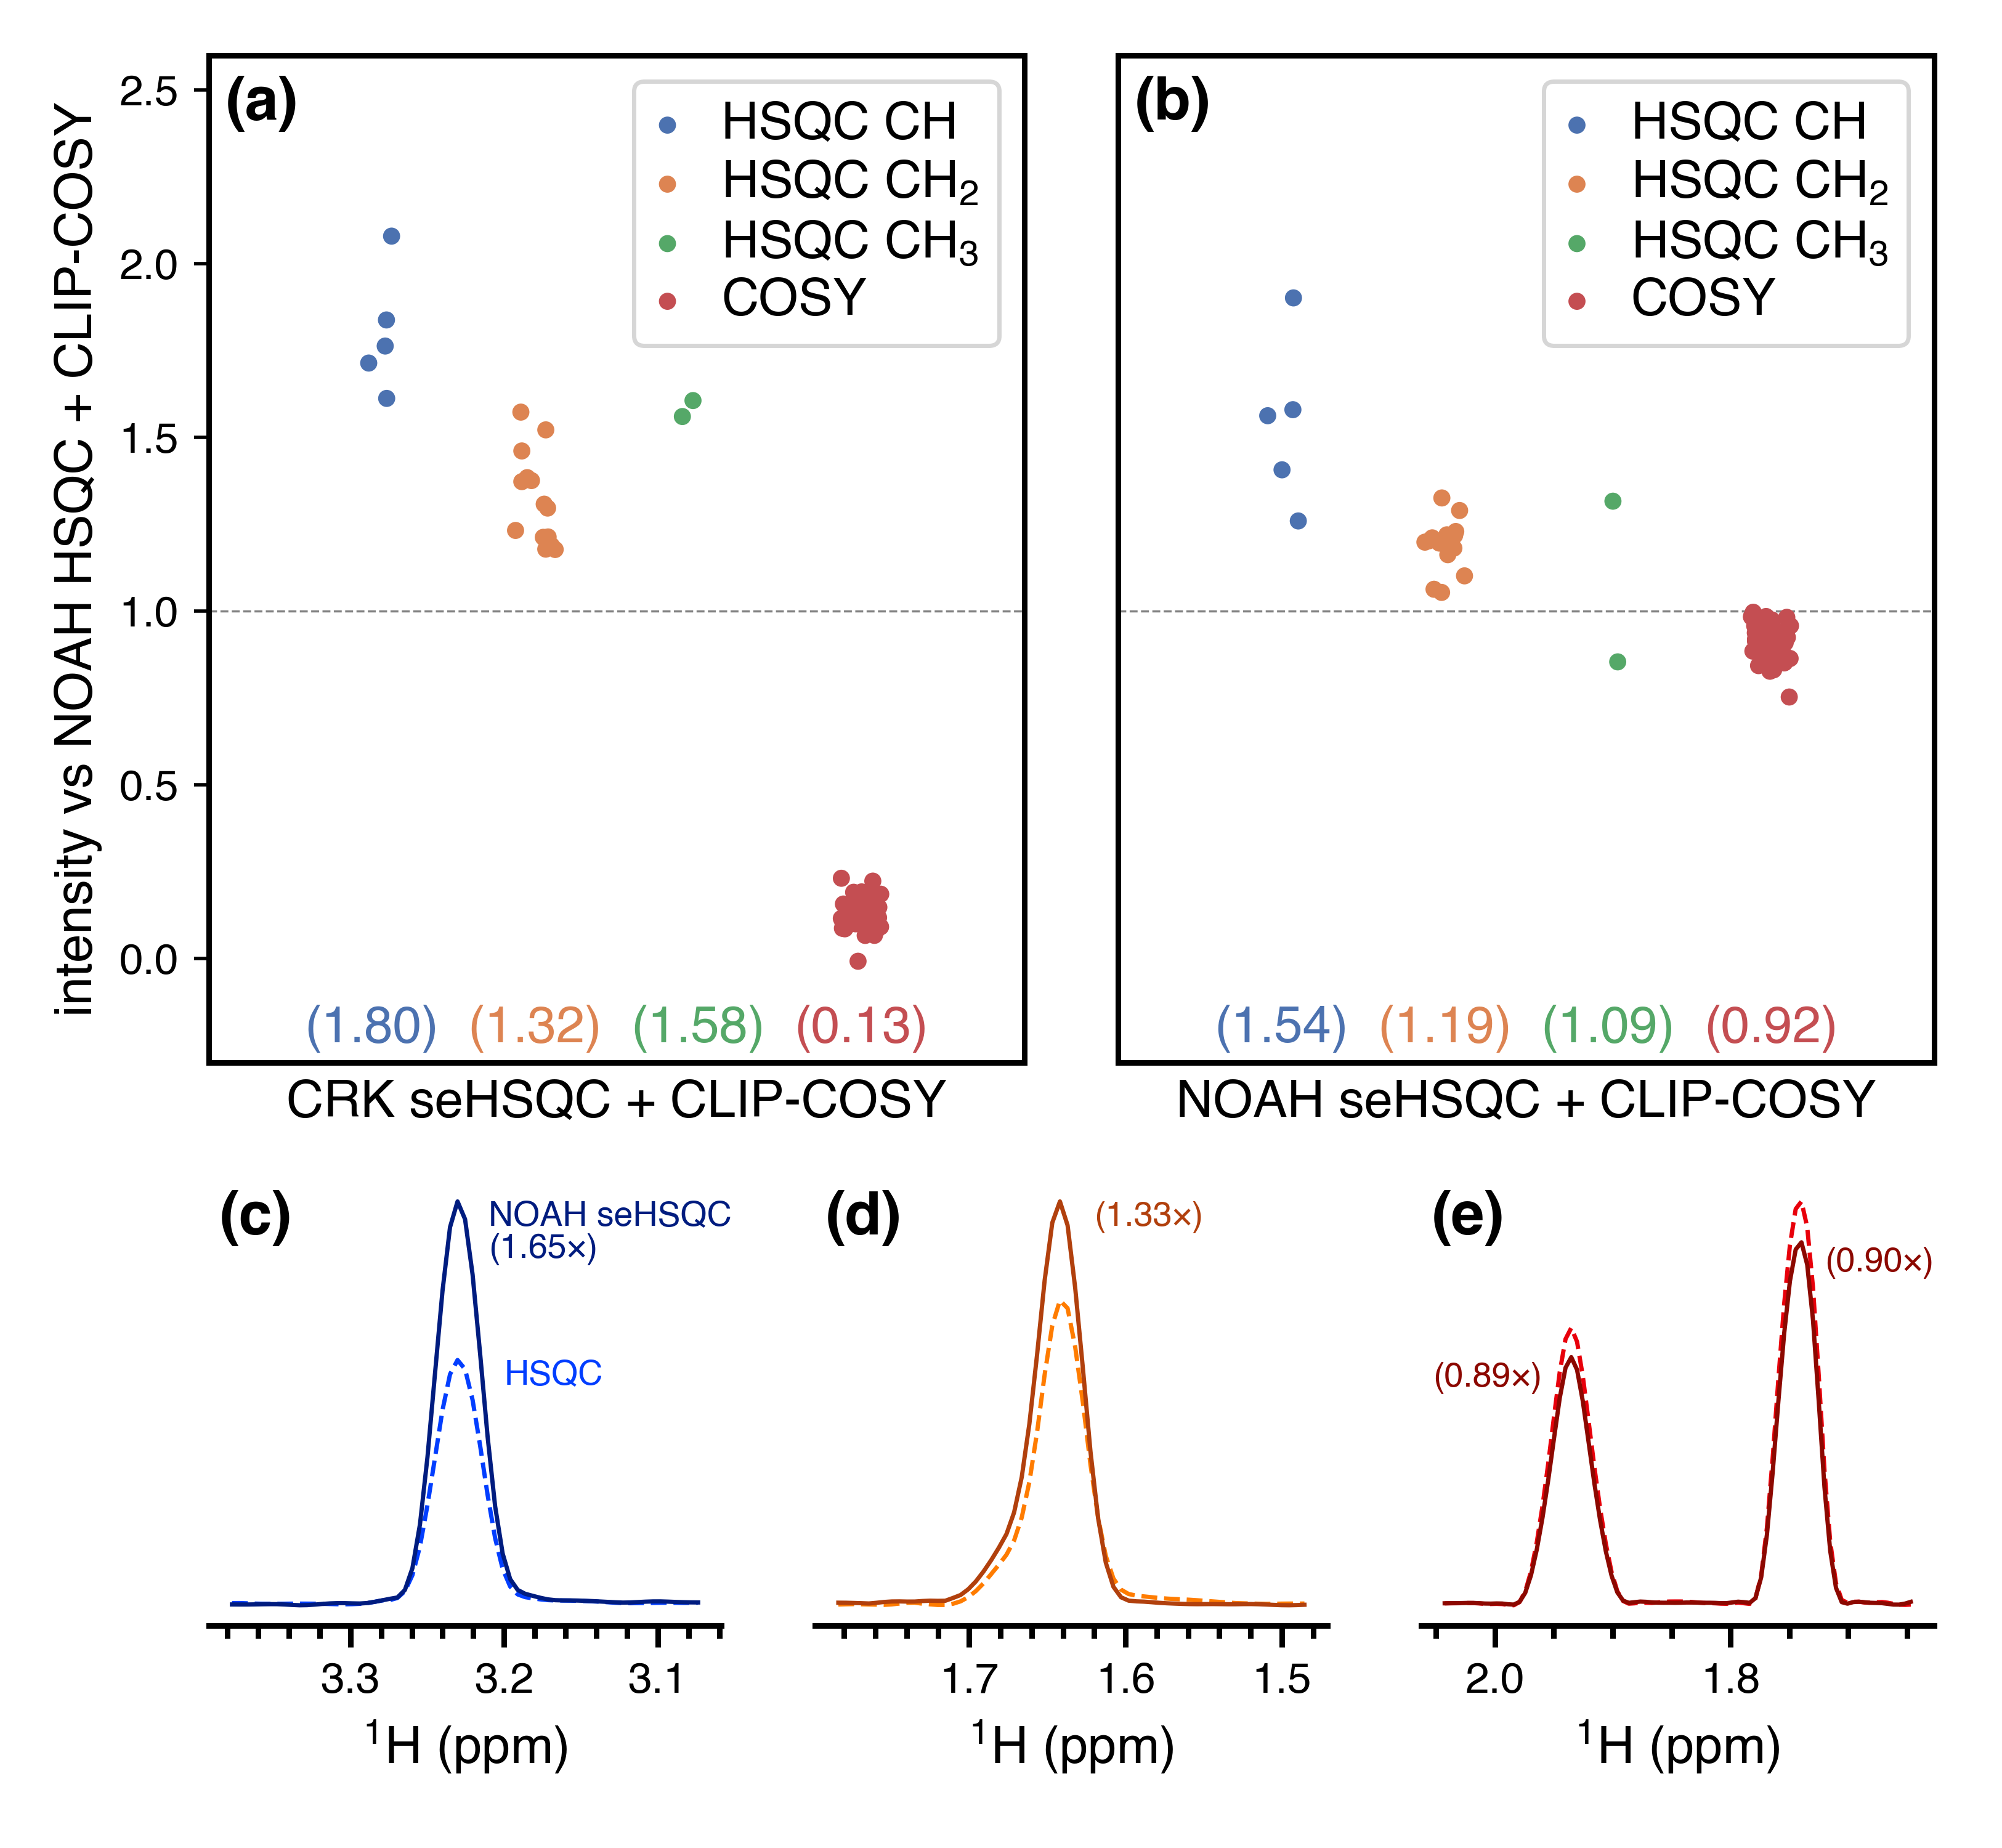 intensity vs NOAH HSQC + CLIP-COSY
2.5
2.0
1.5
1.0
0.5
0.0
(a)
HSQC CH
HSQC CH₂
HSQC CH₃
COSY
(1.80) (1.32) (1.58) (0.13)
CRK seHSQC + CLIP-COSY
(b)
HSQC CH
HSQC CH₂
HSQC CH₃
COSY
(1.54) (1.19) (1.09) (0.92)
NOAH seHSQC + CLIP-COSY
(c)
NOAH seHSQC
(1.65×)
HSQC
3.3 3.2 3.1
¹H (ppm)
(d)
(1.33×)
1.7 1.6 1.5
¹H (ppm)
(e)
(0.90×)
(0.89×)
2.0 1.8
¹H (ppm)